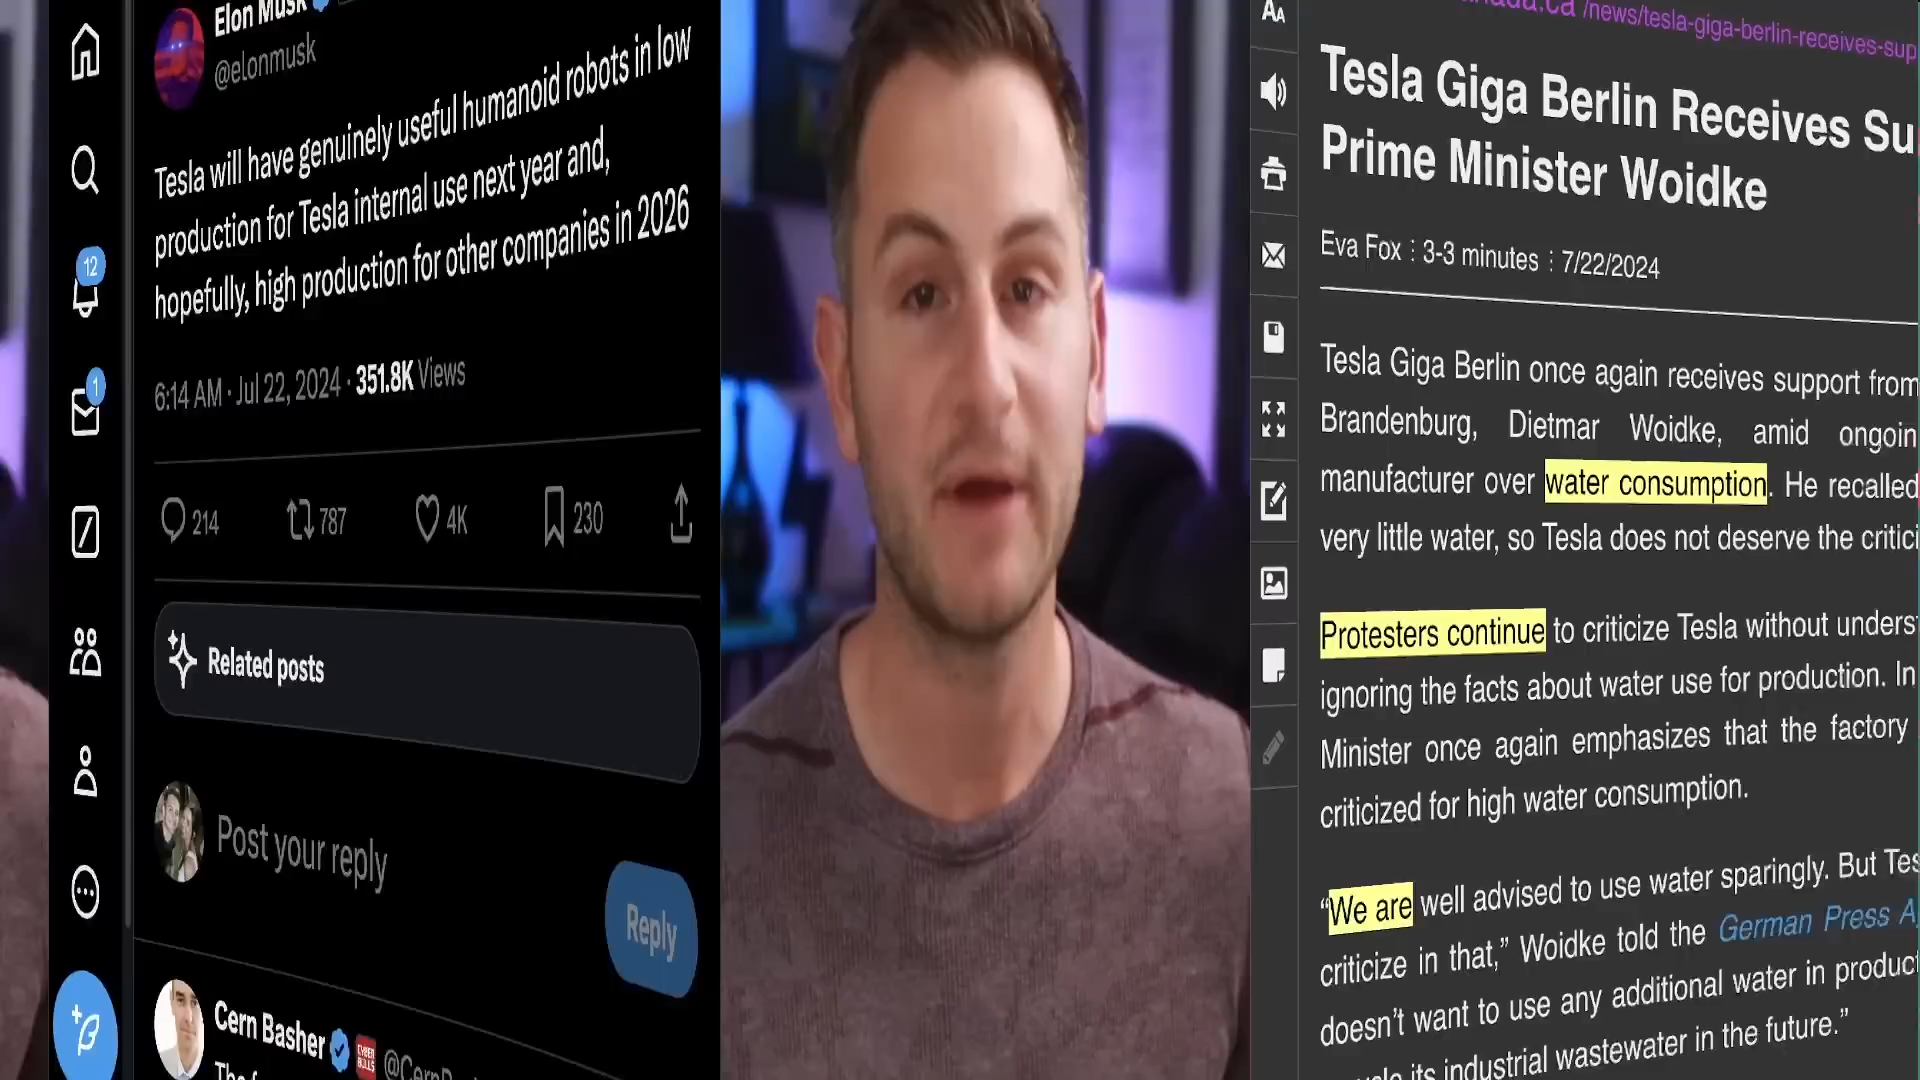 Elon Musk
@elonmusk
Tesla will have genuinely useful humanoid robots in low
production for Tesla internal use next year and,
hopefully, high production for other companies in 2026
6:14 AM · Jul 22, 2024 · 351.8K Views
214 787 4K 230
Related posts
Post your reply
Reply
Cern Basher
12
1
AA
/news/tesla-giga-berlin-receives-sup
Tesla Giga Berlin Receives Su
Prime Minister Woidke
Eva Fox ⋮ 3-3 minutes ⋮ 7/22/2024
Tesla Giga Berlin once again receives support from
Brandenburg, Dietmar Woidke, amid ongoin
manufacturer over water consumption. He recalled
very little water, so Tesla does not deserve the critici
Protesters continue to criticize Tesla without unders
ignoring the facts about water use for production. In
Minister once again emphasizes that the factory
criticized for high water consumption.
“We are well advised to use water sparingly. But Tes
criticize in that,” Woidke told the German Press A
doesn’t want to use any additional water in produc
its industrial wastewater in the future.”